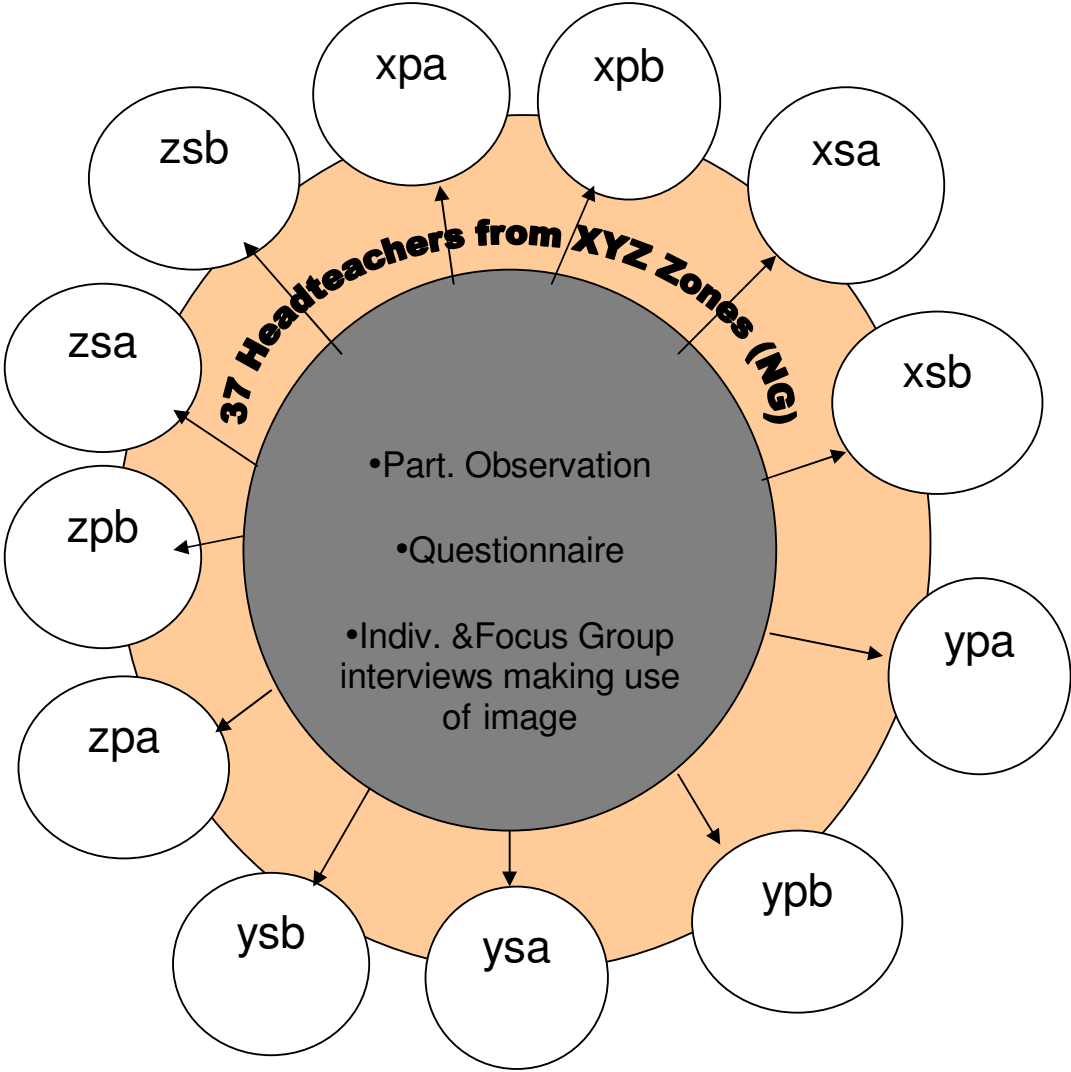 xpa
xpb
zsb
xsa
37 Headteachers from XYZ Zones (NG)
zsa
xsb
•Part. Observation
zpb
•Questionnaire
•Indiv. &Focus Group
interviews making use
of image
ypa
zpa
ypb
ysb
ysa